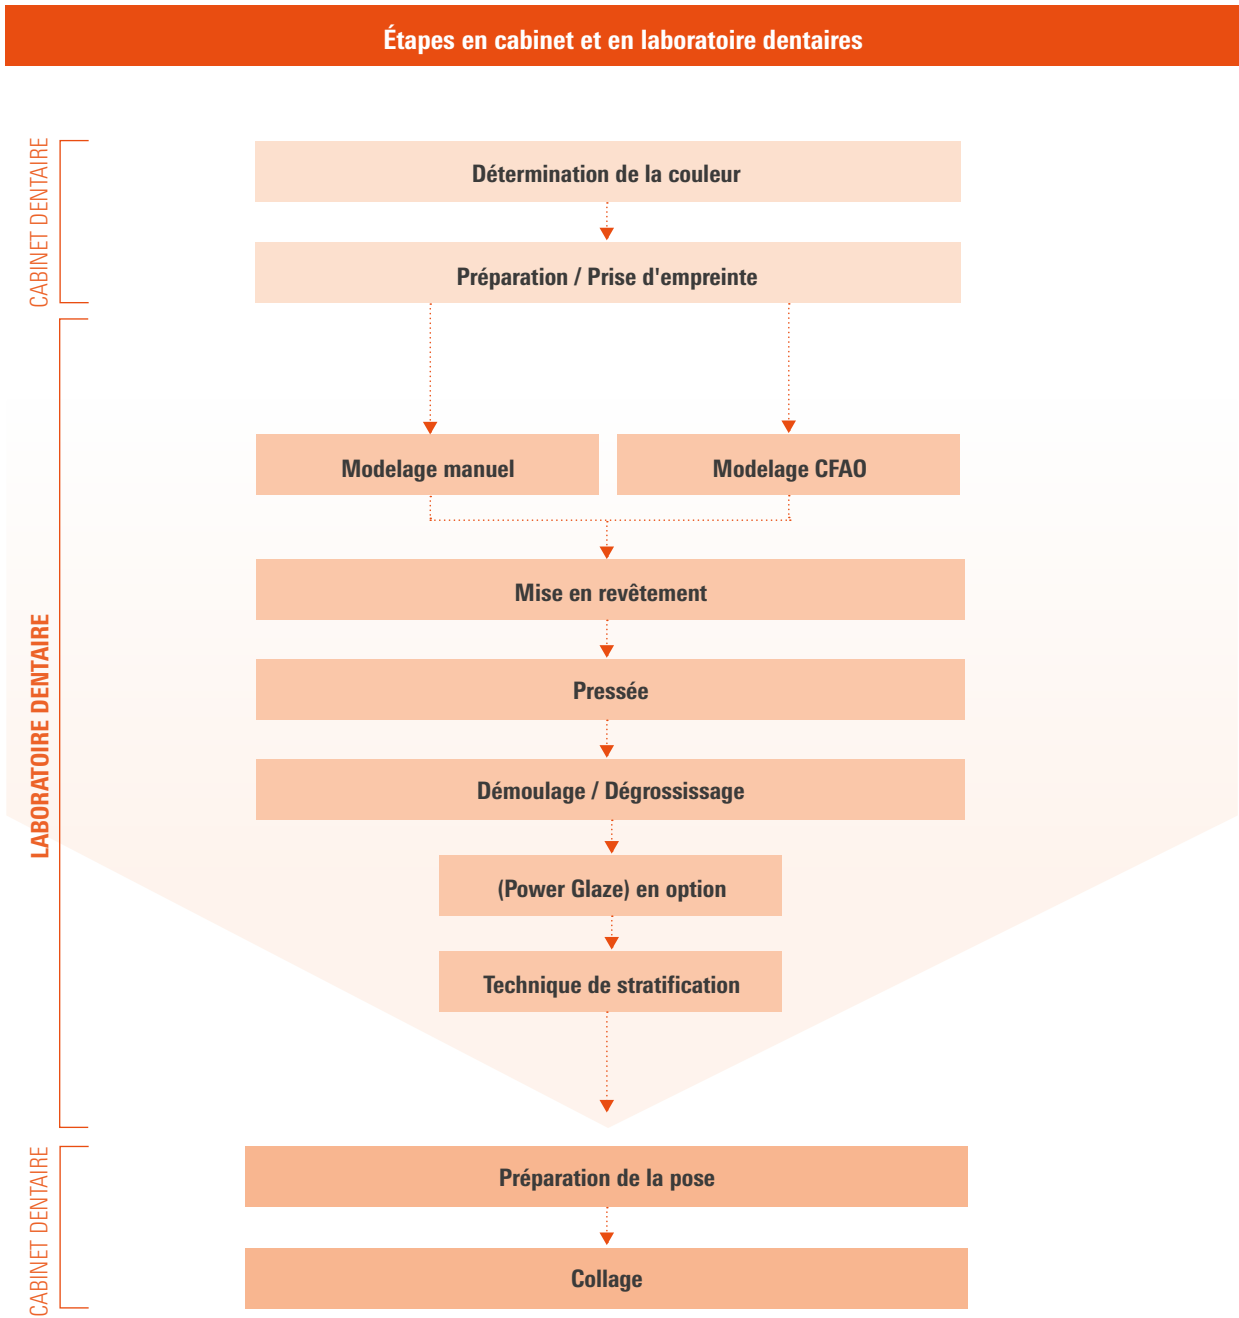 Étapes en cabinet et en laboratoire dentaires
CABINET DENTAIRE
Détermination de la couleur
Préparation / Prise d'empreinte
LABORATOIRE DENTAIRE
Modelage manuel
Modelage CFAO
Mise en revêtement
Pressée
Démoulage / Dégrossissage
(Power Glaze) en option
Technique de stratification
CABINET DENTAIRE
Préparation de la pose
Collage